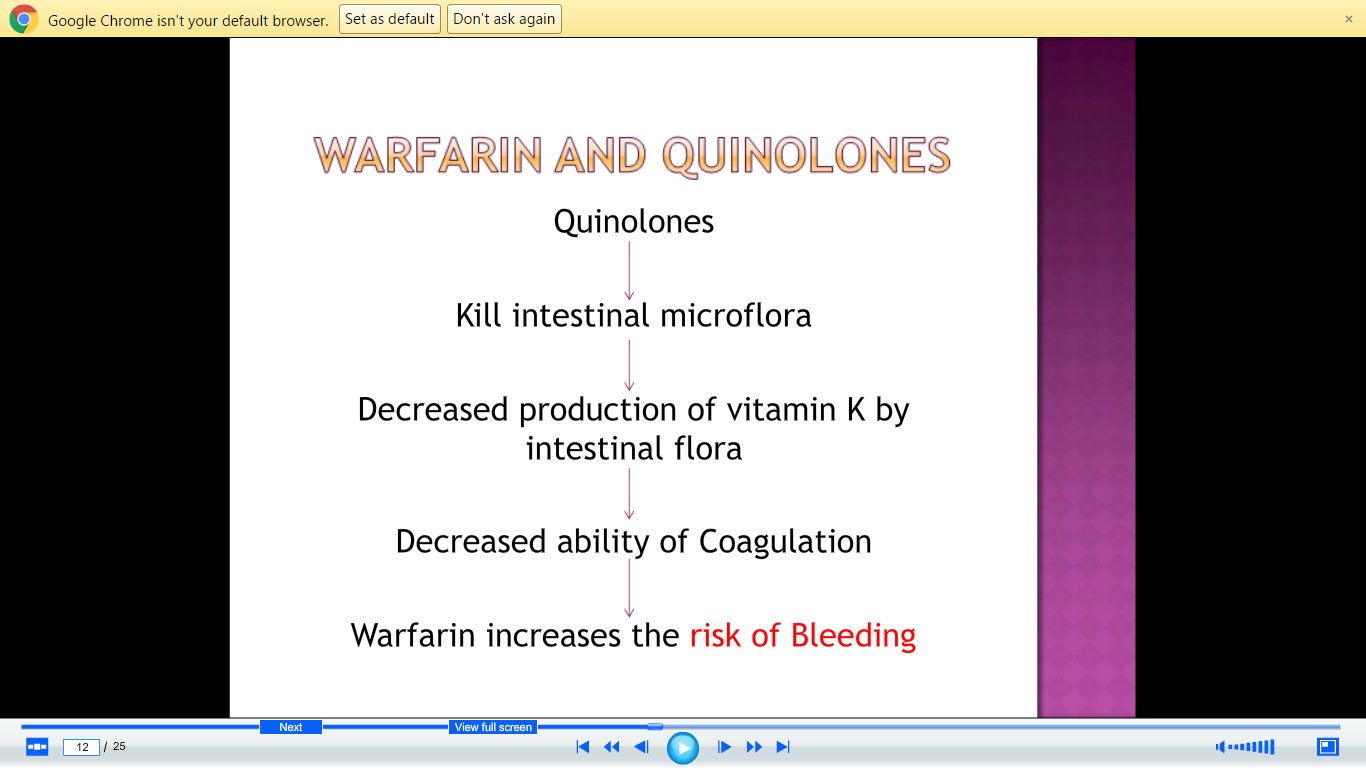 Google Chrome isn't your default browser. Set as default Don't ask again
WARFARIN AND QUINOLONES
Quinolones
Kill intestinal microflora
Decreased production of vitamin K by
intestinal flora
Decreased ability of Coagulation
Warfarin increases the risk of Bleeding
Next View full screen
12 / 25